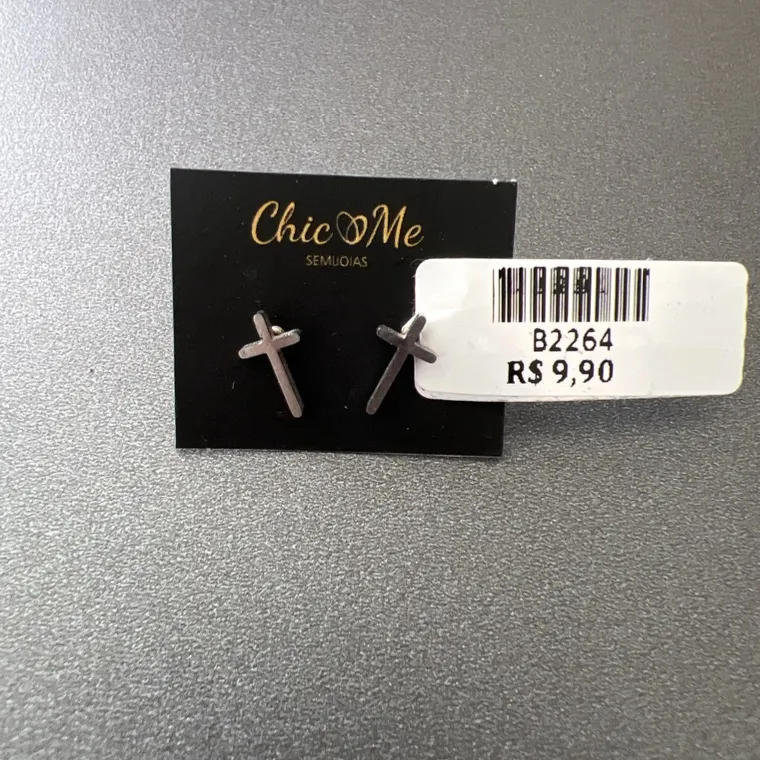 Chic Me
SEMIJOIAS
B2264
R$ 9,90